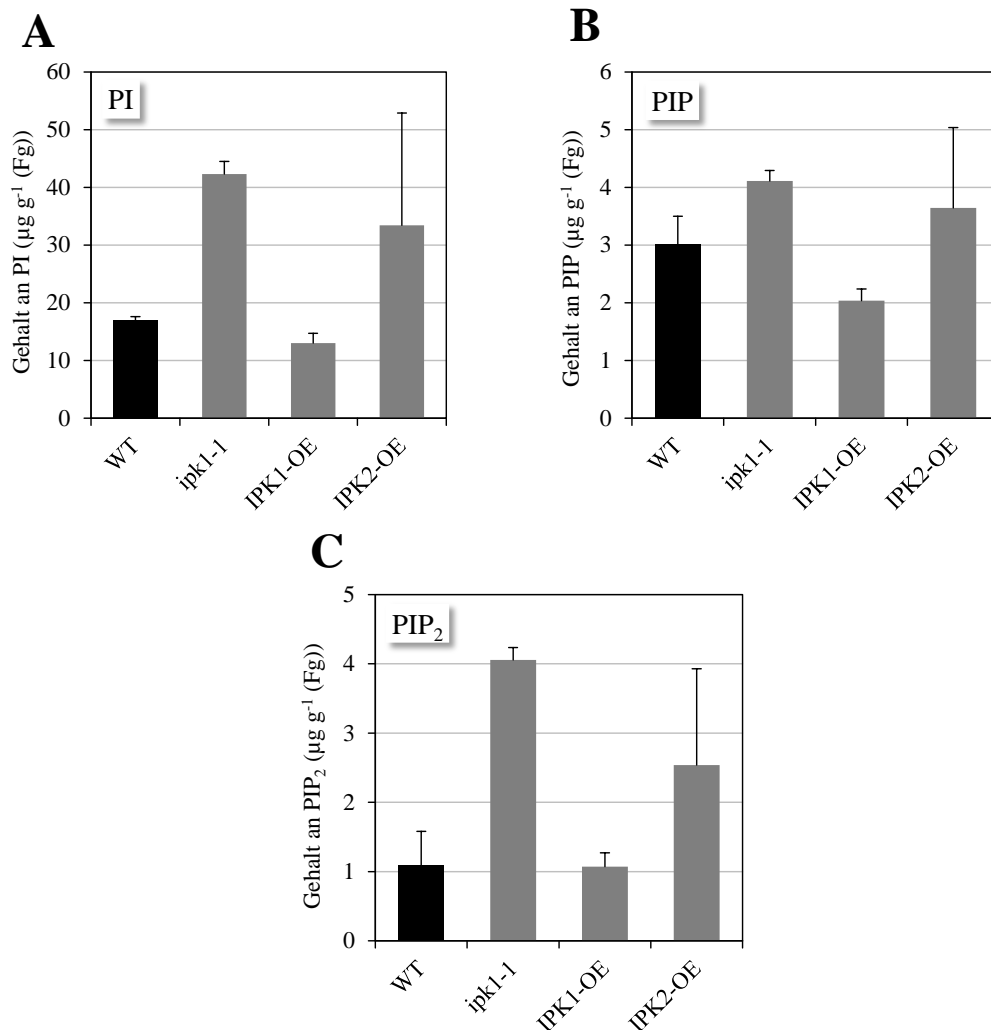 A
PI
Gehalt an PI (µg g⁻¹ (Fg))
60
50
40
30
20
10
0
WT
ipk1-1
IPK1-OE
IPK2-OE
B
PIP
Gehalt an PIP (µg g⁻¹ (Fg))
6
5
4
3
2
1
0
WT
ipk1-1
IPK1-OE
IPK2-OE
C
PIP₂
Gehalt an PIP₂ (µg g⁻¹ (Fg))
5
4
3
2
1
0
WT
ipk1-1
IPK1-OE
IPK2-OE